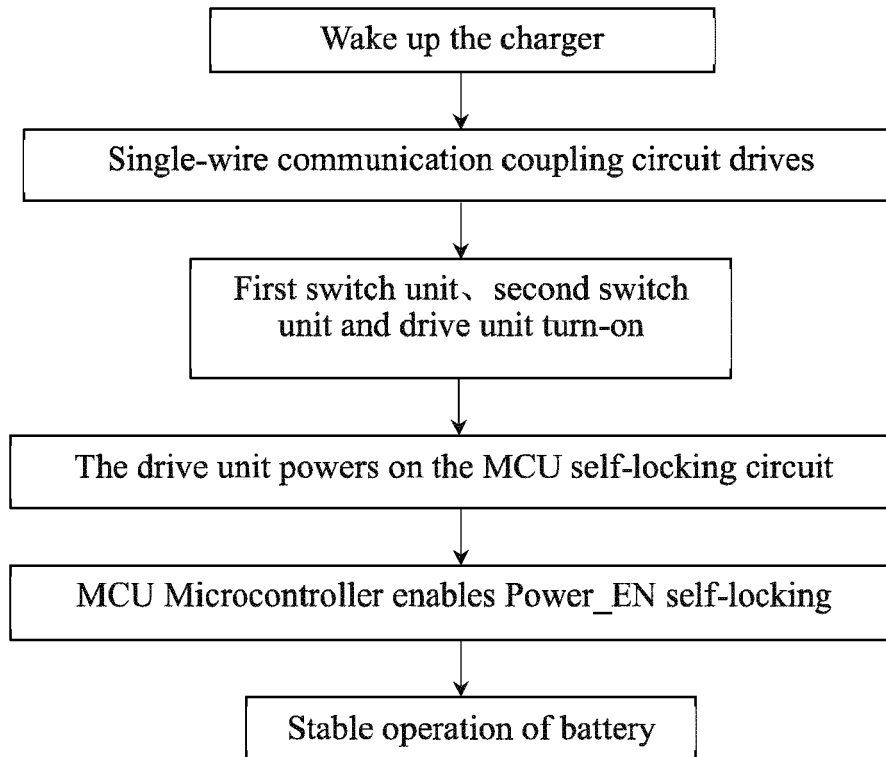 Wake up the charger
Single-wire communication coupling circuit drives
First switch unit、second switch
unit and drive unit turn-on
The drive unit powers on the MCU self-locking circuit
MCU Microcontroller enables Power_EN self-locking
Stable operation of battery